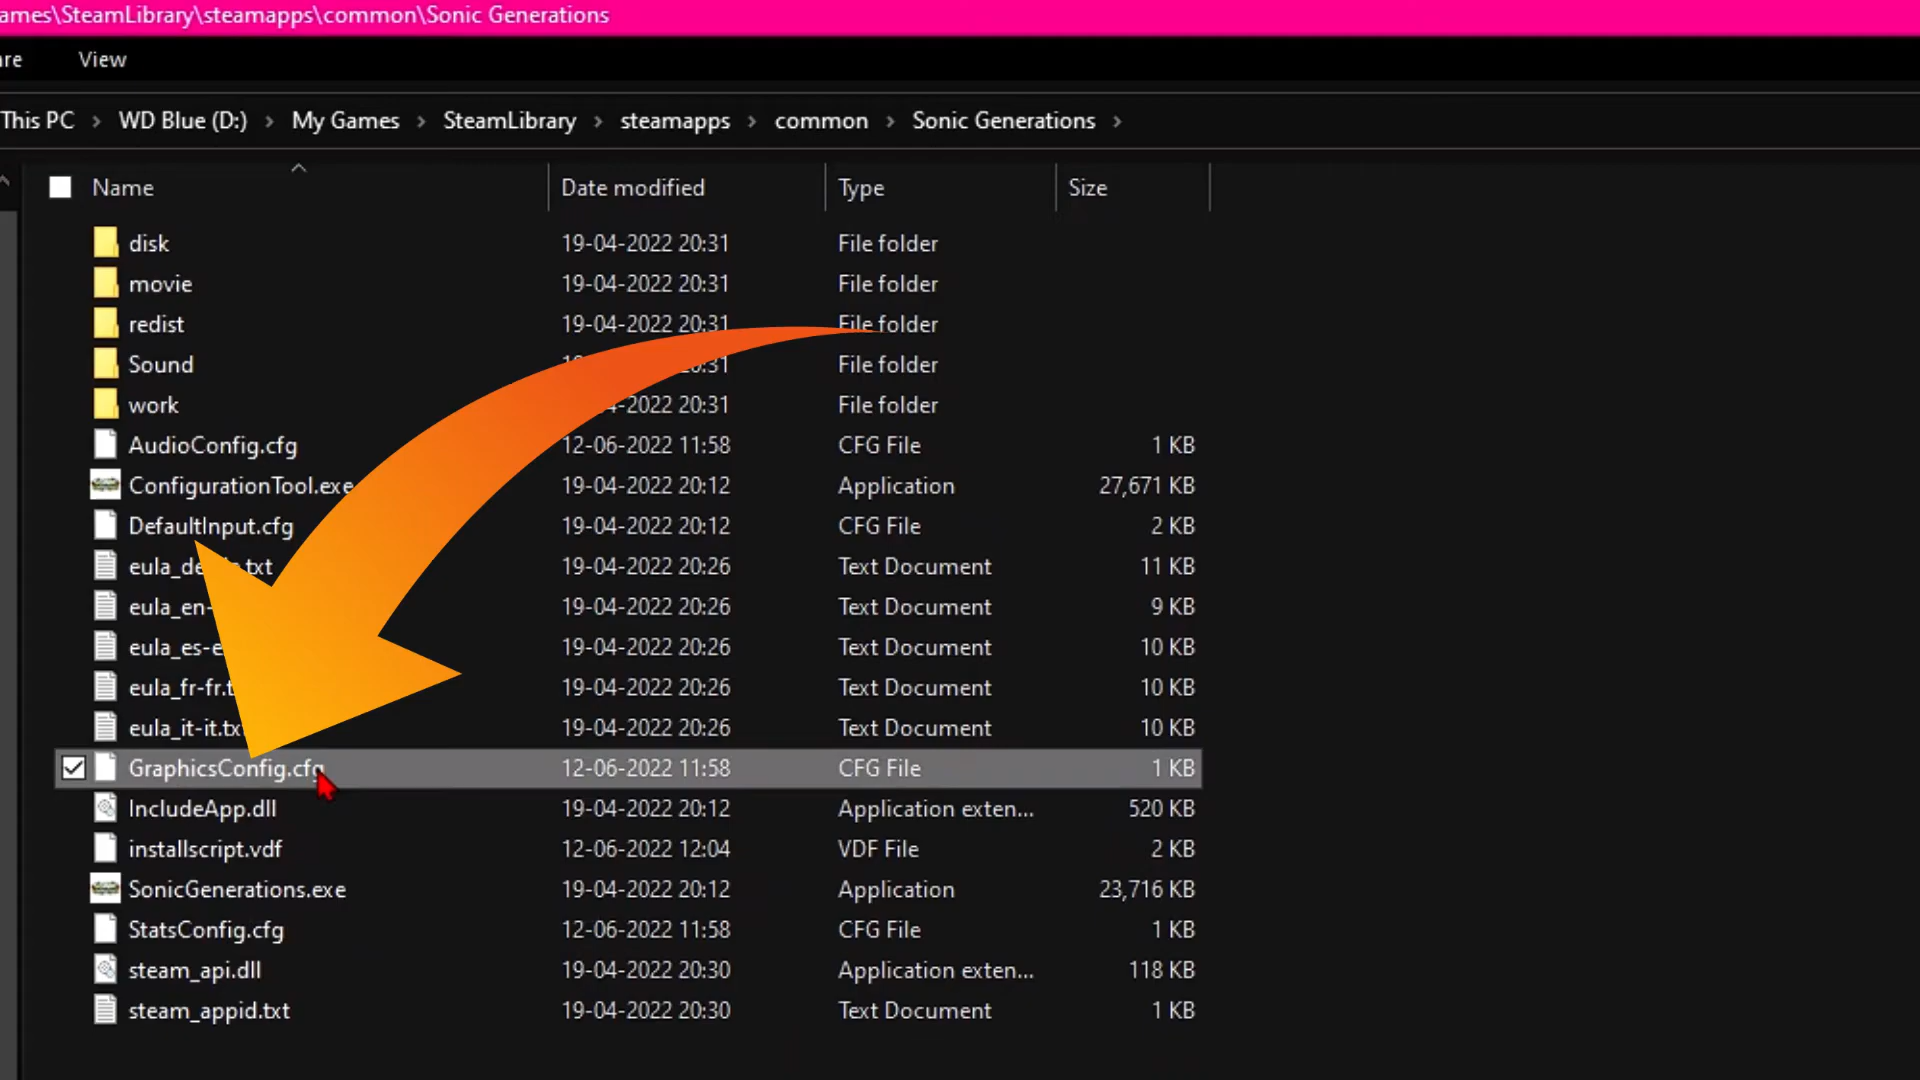 ames\SteamLibrary\steamapps\common\Sonic Generations
are View
This PC > WD Blue (D:) > My Games > SteamLibrary > steamapps > common > Sonic Generations >
Name Date modified Type Size
disk 19-04-2022 20:31 File folder
movie 19-04-2022 20:31 File folder
redist 19-04-2022 20:31 File folder
Sound 20:31 File folder
work 2022 20:31 File folder
AudioConfig.cfg 12-06-2022 11:58 CFG File 1 KB
ConfigurationTool.exe 19-04-2022 20:12 Application 27,671 KB
DefaultInput.cfg 19-04-2022 20:12 CFG File 2 KB
eula_de .txt 19-04-2022 20:26 Text Document 11 KB
eula_en- 19-04-2022 20:26 Text Document 9 KB
eula_es-e 19-04-2022 20:26 Text Document 10 KB
eula_fr-fr.t 19-04-2022 20:26 Text Document 10 KB
eula_it-it.tx 19-04-2022 20:26 Text Document 10 KB
GraphicsConfig.cfg 12-06-2022 11:58 CFG File 1 KB
IncludeApp.dll 19-04-2022 20:12 Application exten... 520 KB
installscript.vdf 12-06-2022 12:04 VDF File 2 KB
SonicGenerations.exe 19-04-2022 20:12 Application 23,716 KB
StatsConfig.cfg 12-06-2022 11:58 CFG File 1 KB
steam_api.dll 19-04-2022 20:30 Application exten... 118 KB
steam_appid.txt 19-04-2022 20:30 Text Document 1 KB